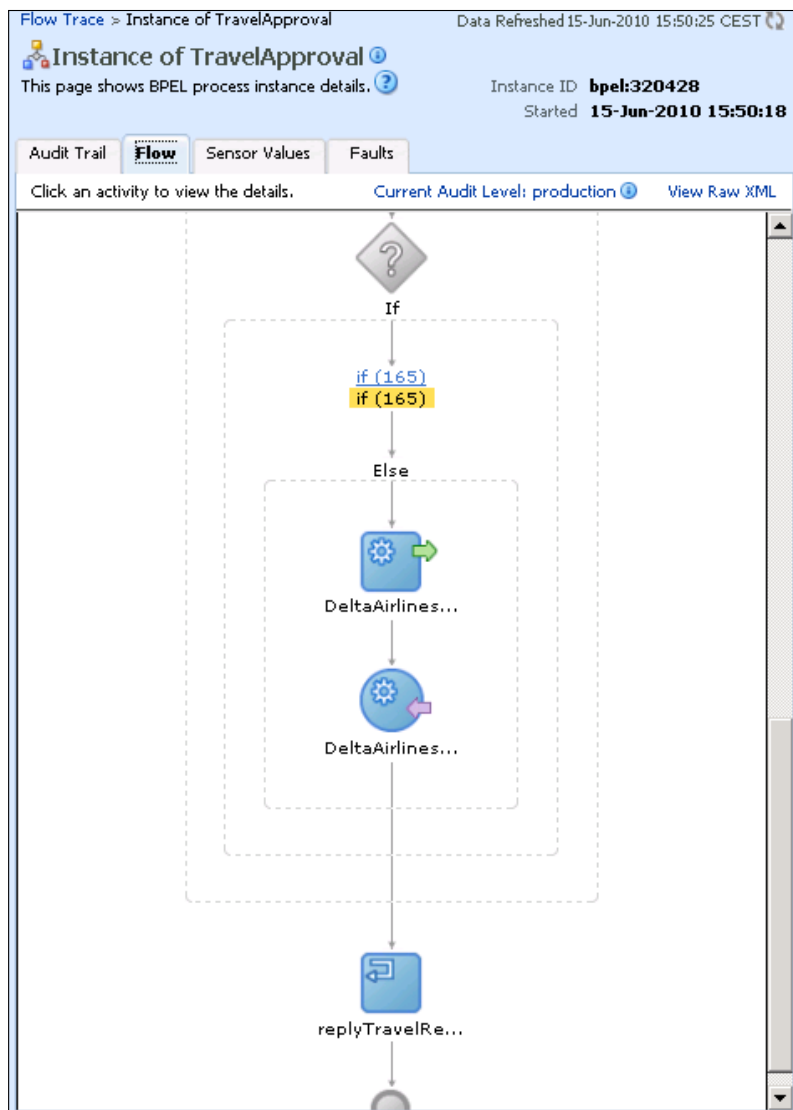 Flow Trace > Instance of TravelApproval Data Refreshed 15-Jun-2010 15:50:25 CEST
Instance of TravelApproval
This page shows BPEL process instance details. Instance ID bpel:320428
Started 15-Jun-2010 15:50:18
Audit Trail Flow Sensor Values Faults
Click an activity to view the details. Current Audit Level: production View Raw XML
If
if (165)
if (165)
Else
DeltaAirlines...
DeltaAirlines...
replyTravelRe...